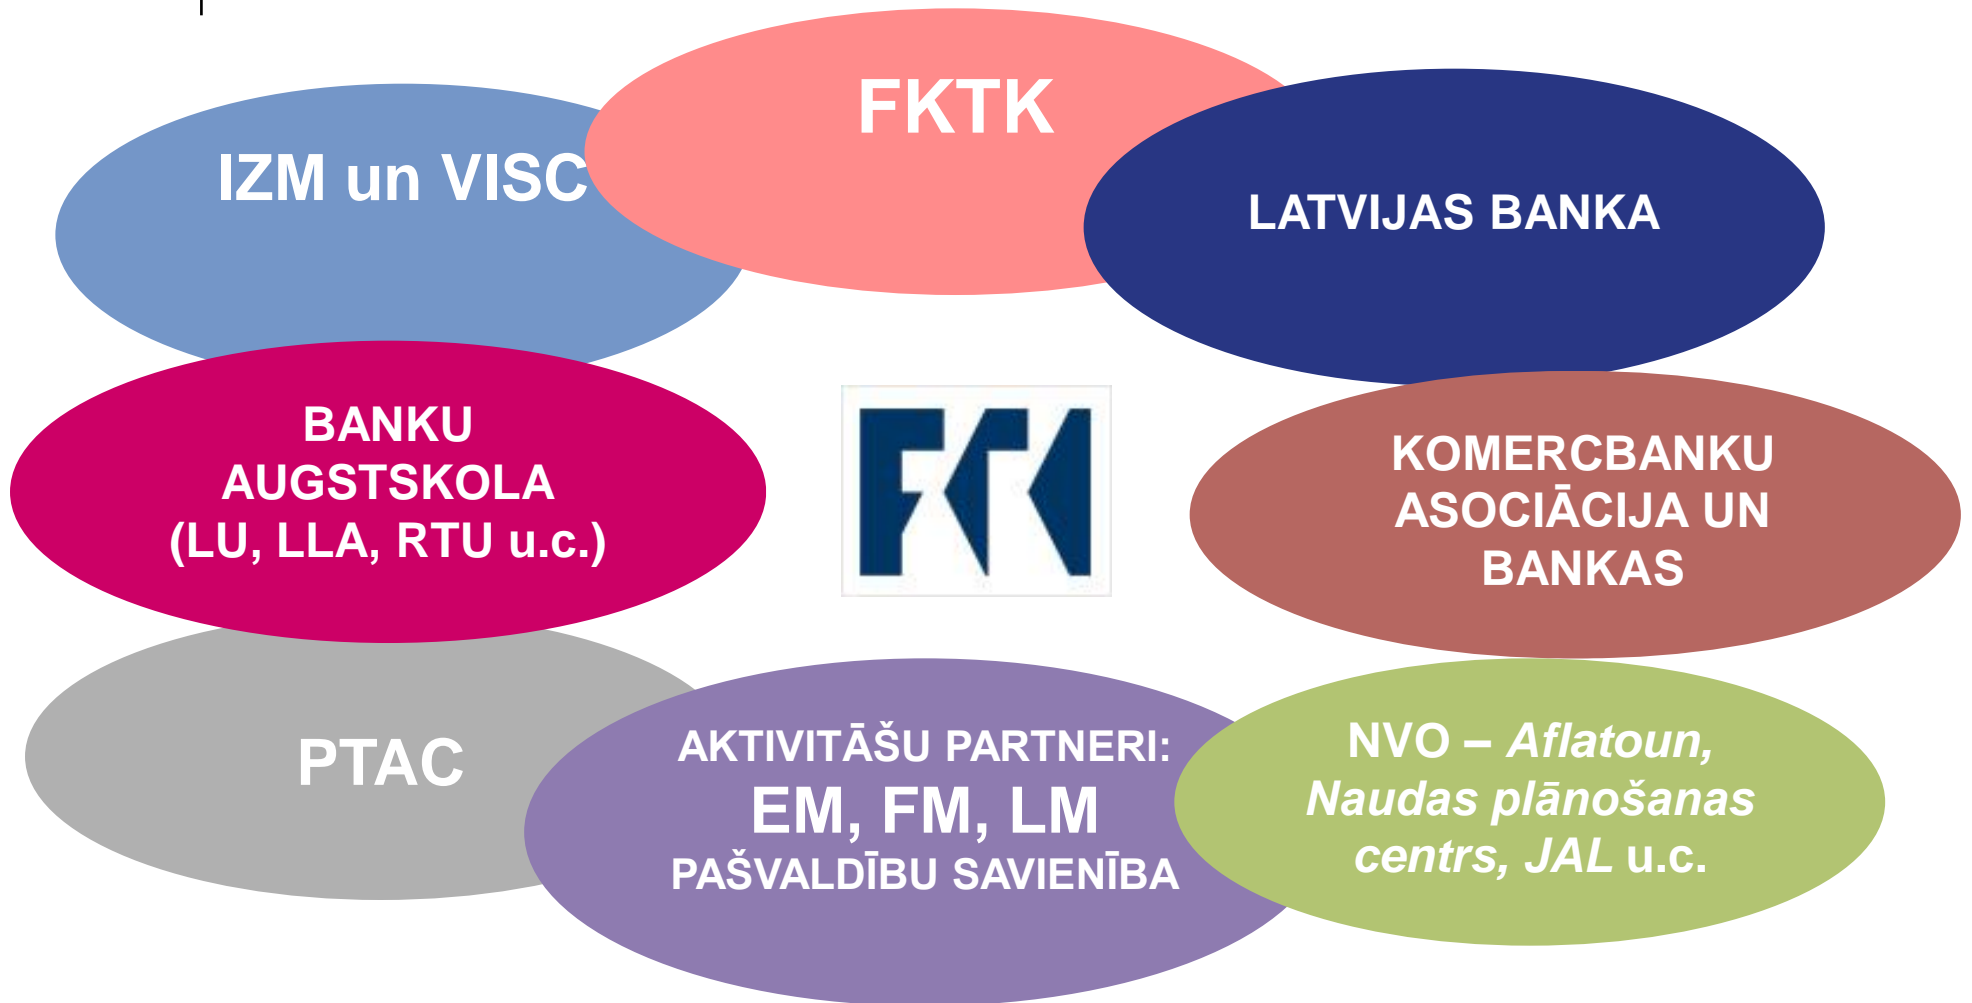 FKTK
IZM un VISC
LATVIJAS BANKA
BANKU
AUGSTSKOLA
(LU, LLA, RTU u.c.)
KOMERCBANKU
ASOCIĀCIJA UN
BANKAS
PTAC
AKTIVITĀŠU PARTNERI:
EM, FM, LM
PAŠVALDĪBU SAVIENĪBA
NVO – Aflatoun,
Naudas plānošanas
centrs, JAL u.c.